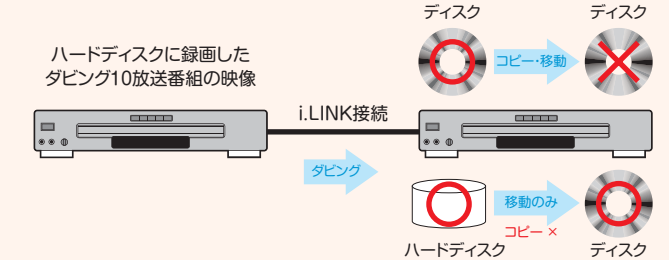 ディスク
ディスク
ハードディスクに録画した
ダビング10放送番組の映像
コピー・移動
i.LINK接続
ダビング
移動のみ
コピー ×
ハードディスク
ディスク